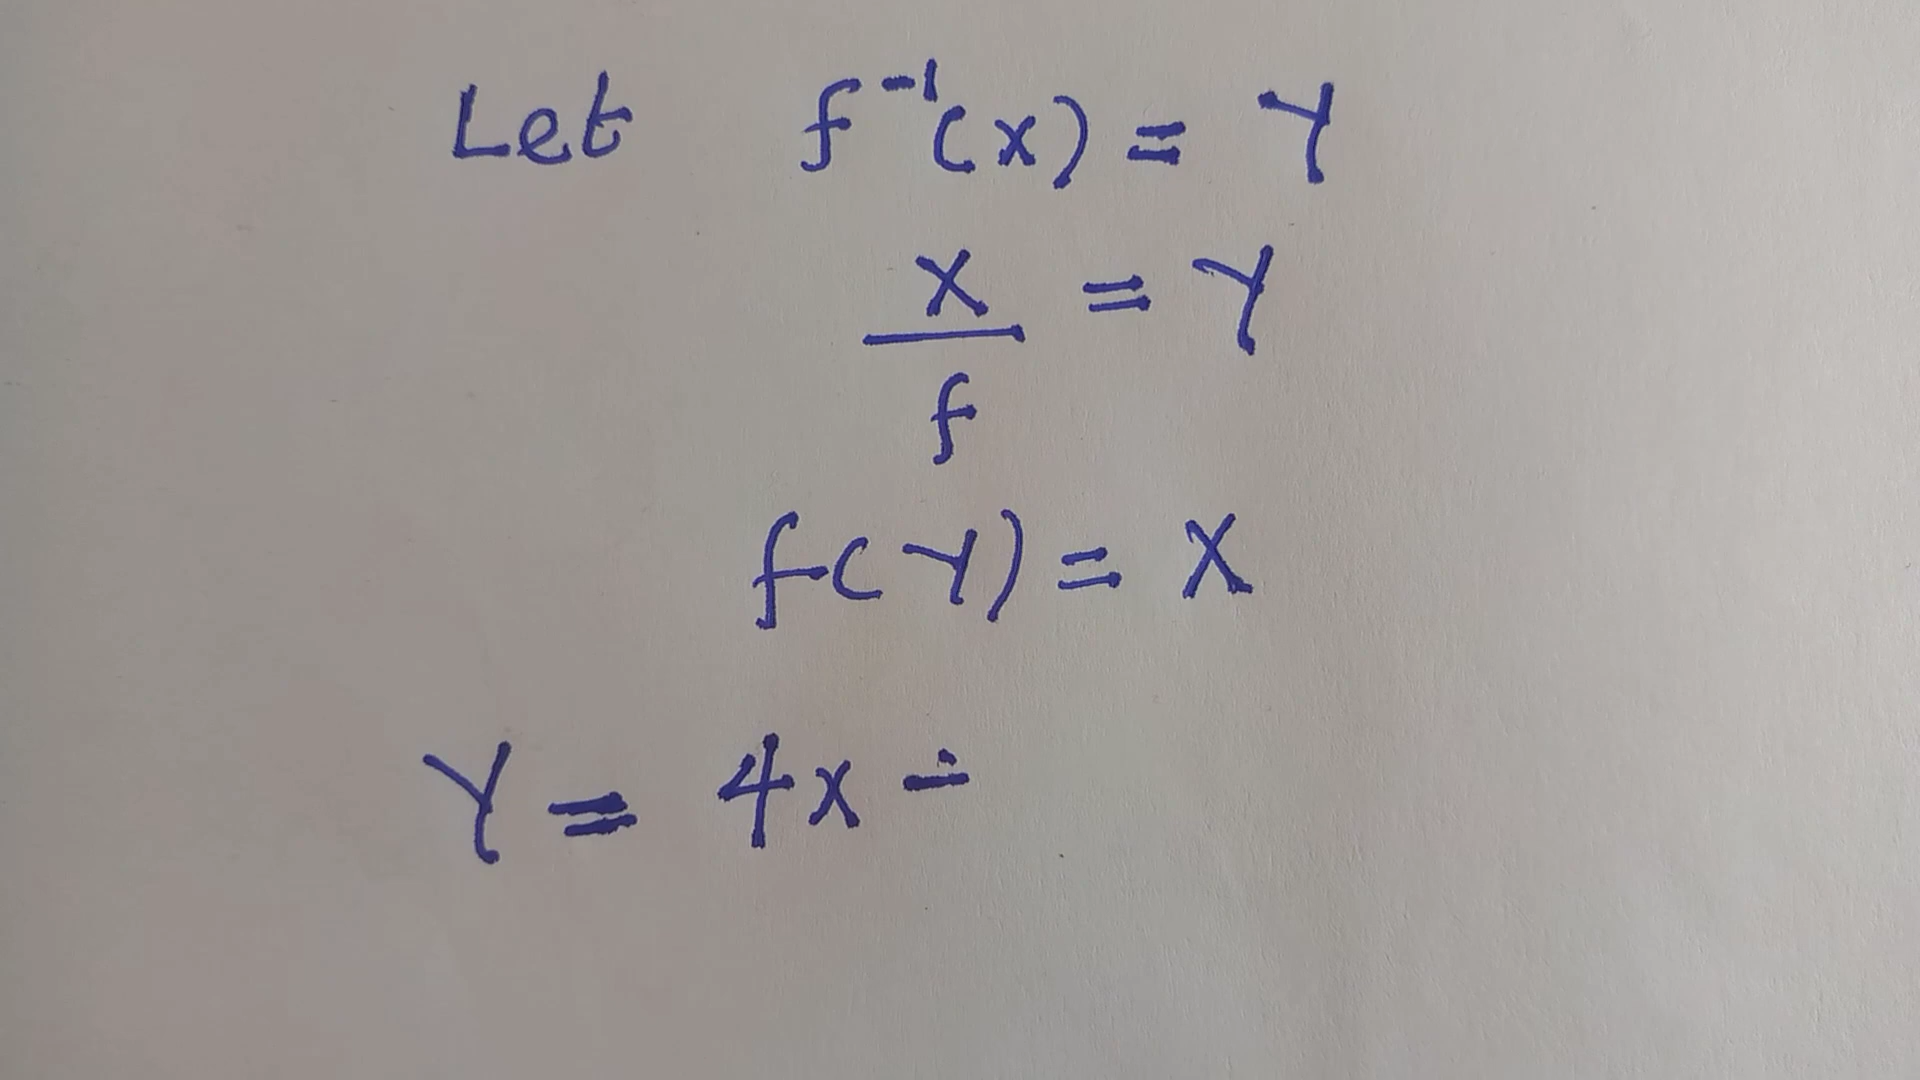 Let f⁻¹(x) = Y
x/f = Y
f(Y) = X
Y = 4x -